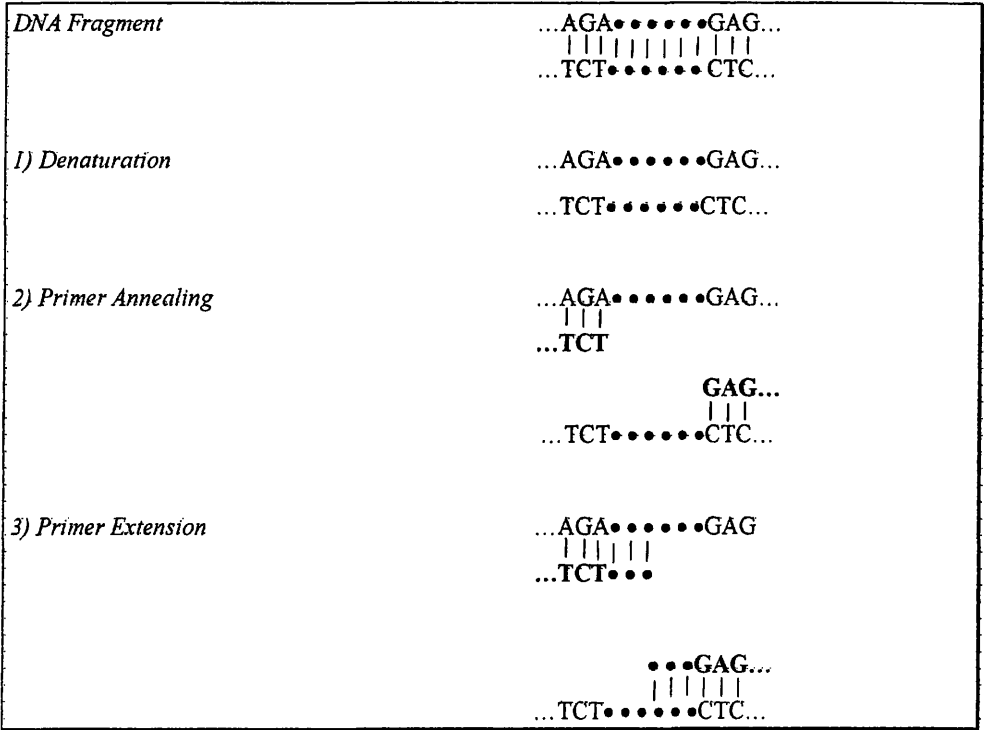 DNA Fragment ...AGA••••••GAG...
...TCT••••••CTC...
1) Denaturation ...AGA••••••GAG...
...TCT••••••CTC...
2) Primer Annealing ...AGA••••••GAG...
...TCT
GAG...
...TCT••••••CTC...
3) Primer Extension ...AGA••••••GAG
...TCT•••
•••GAG...
...TCT••••••CTC...